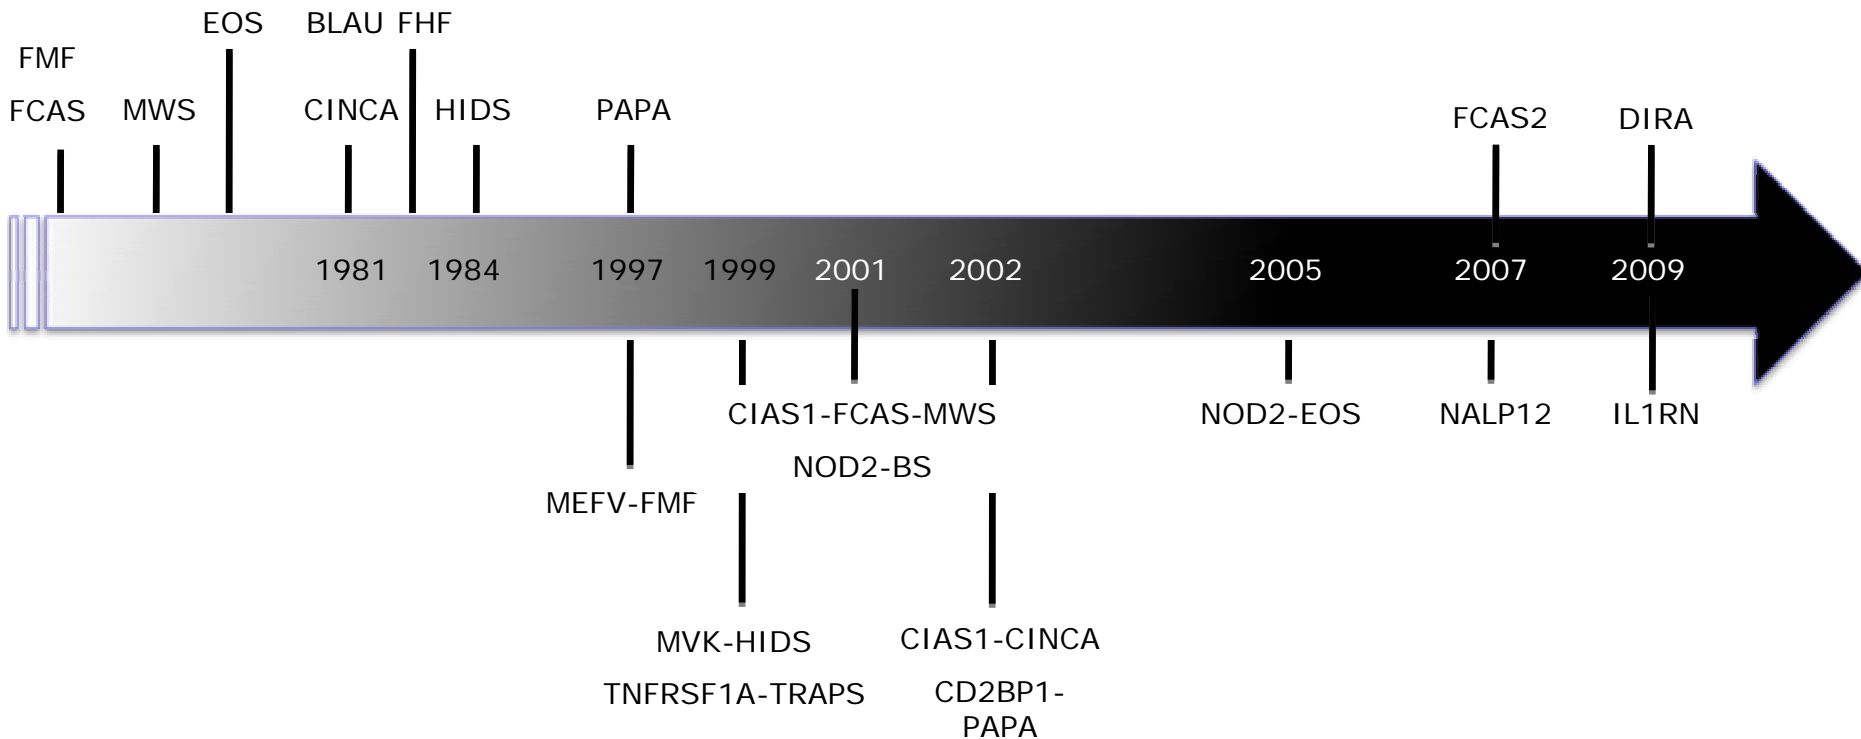 EOS BLAU FHF
FMF
FCAS MWS CINCA HIDS PAPA FCAS2 DIRA
1981 1984 1997 1999 2001 2002 2005 2007 2009
CIAS1-FCAS-MWS NOD2-EOS NALP12 IL1RN
NOD2-BS
MEFV-FMF
MVK-HIDS CIAS1-CINCA
TNFRSF1A-TRAPS CD2BP1-
PAPA